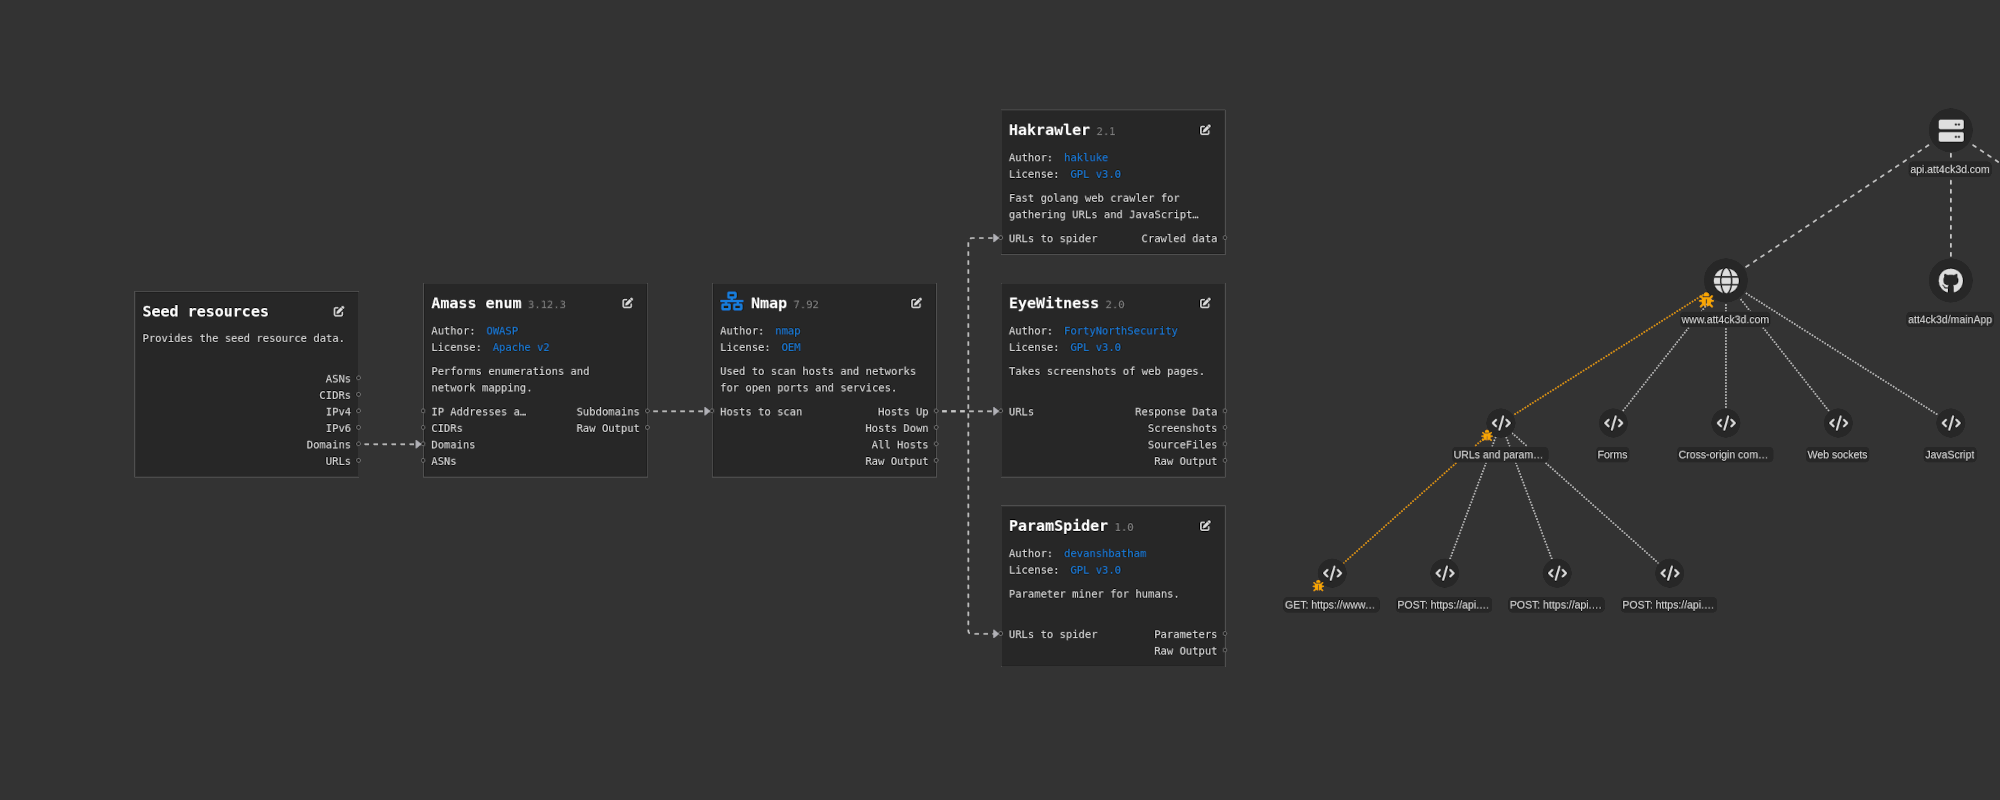 Seed resources
Provides the seed resource data.
ASNs
CIDRs
IPv4
IPv6
Domains
URLs
Amass enum 3.12.3
Author: OWASP
License: Apache v2
Performs enumerations and
network mapping.
IP Addresses a… Subdomains
CIDRs Raw Output
Domains
ASNs
Nmap 7.92
Author: nmap
License: OEM
Used to scan hosts and networks
for open ports and services.
Hosts to scan Hosts Up
Hosts Down
All Hosts
Raw Output
Hakrawler 2.1
Author: hakluke
License: GPL v3.0
Fast golang web crawler for
gathering URLs and JavaScript…
URLs to spider Crawled data
EyeWitness 2.0
Author: FortyNorthSecurity
License: GPL v3.0
Takes screenshots of web pages.
URLs Response Data
Screenshots
SourceFiles
Raw Output
ParamSpider 1.0
Author: devanshbatham
License: GPL v3.0
Parameter miner for humans.
URLs to spider Parameters
Raw Output
api.att4ck3d.com
www.att4ck3d.com
att4ck3d/mainApp
URLs and param…
Forms
Cross-origin com…
Web sockets
JavaScript
GET: https://www…
POST: https://api.…
POST: https://api.…
POST: https://api.…